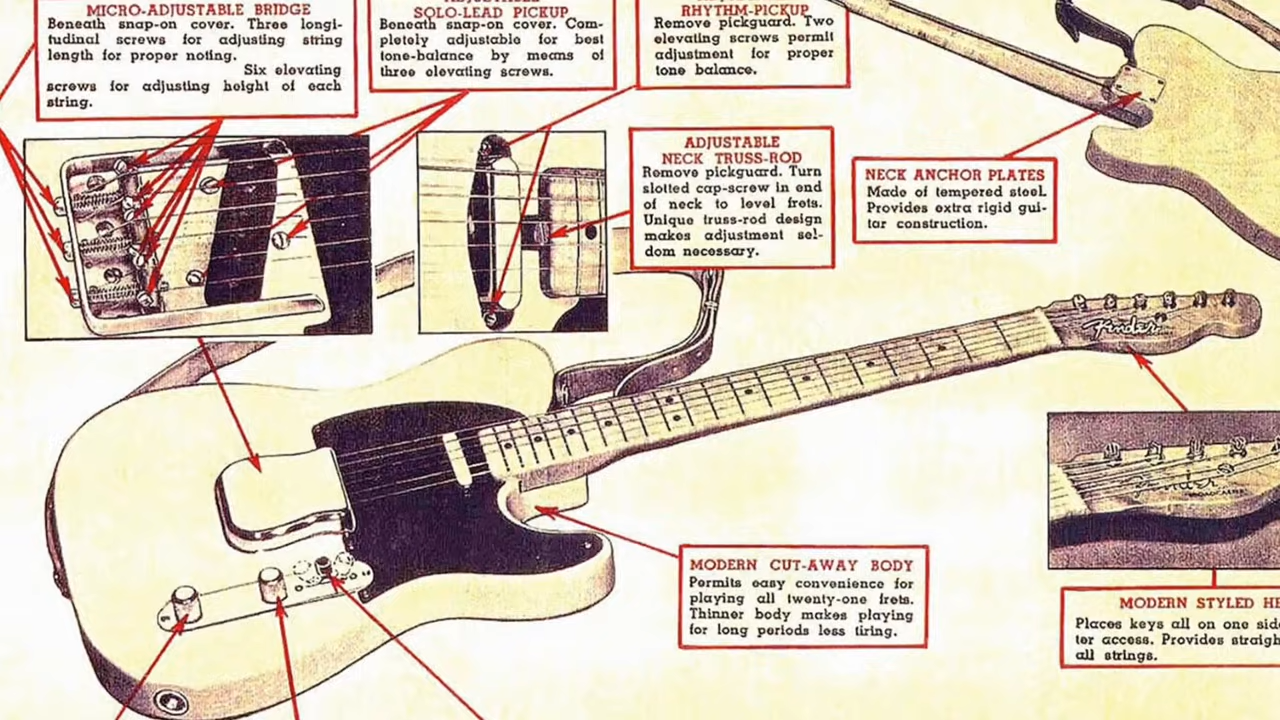 MICRO-ADJUSTABLE BRIDGE
Beneath snap-on cover. Three longi-
tudinal screws for adjusting string
length for proper noting.
Six elevating
screws for adjusting height of each
string.
SOLO-LEAD PICKUP
Beneath snap-on cover. Com-
pletely adjustable for best
tone-balance by means of
three elevating screws.
RHYTHM-PICKUP
Remove pickguard. Two
elevating screws permit
adjustment for proper
tone balance.
ADJUSTABLE
NECK TRUSS-ROD
Remove pickguard. Turn
slotted cap-screw in end
of neck to level frets.
Unique truss-rod design
makes adjustment sel-
dom necessary.
NECK ANCHOR PLATES
Made of tempered steel.
Provides extra rigid gui-
tar construction.
Fender
Fender
MODERN CUT-AWAY BODY
Permits easy convenience for
playing all twenty-one frets.
Thinner body makes playing
for long periods less tiring.
MODERN STYLED HE
Places keys all on one sid
ter access. Provides straigh
all strings.